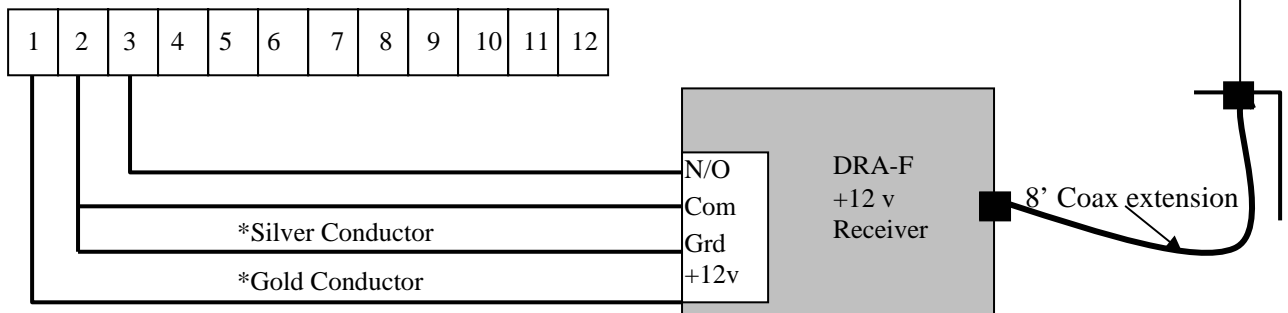 1 2 3 4 5 6 7 8 9 10 11 12
N/O
Com
*Silver Conductor
Grd
*Gold Conductor
+12v
DRA-F
+12 v
Receiver
8’ Coax extension